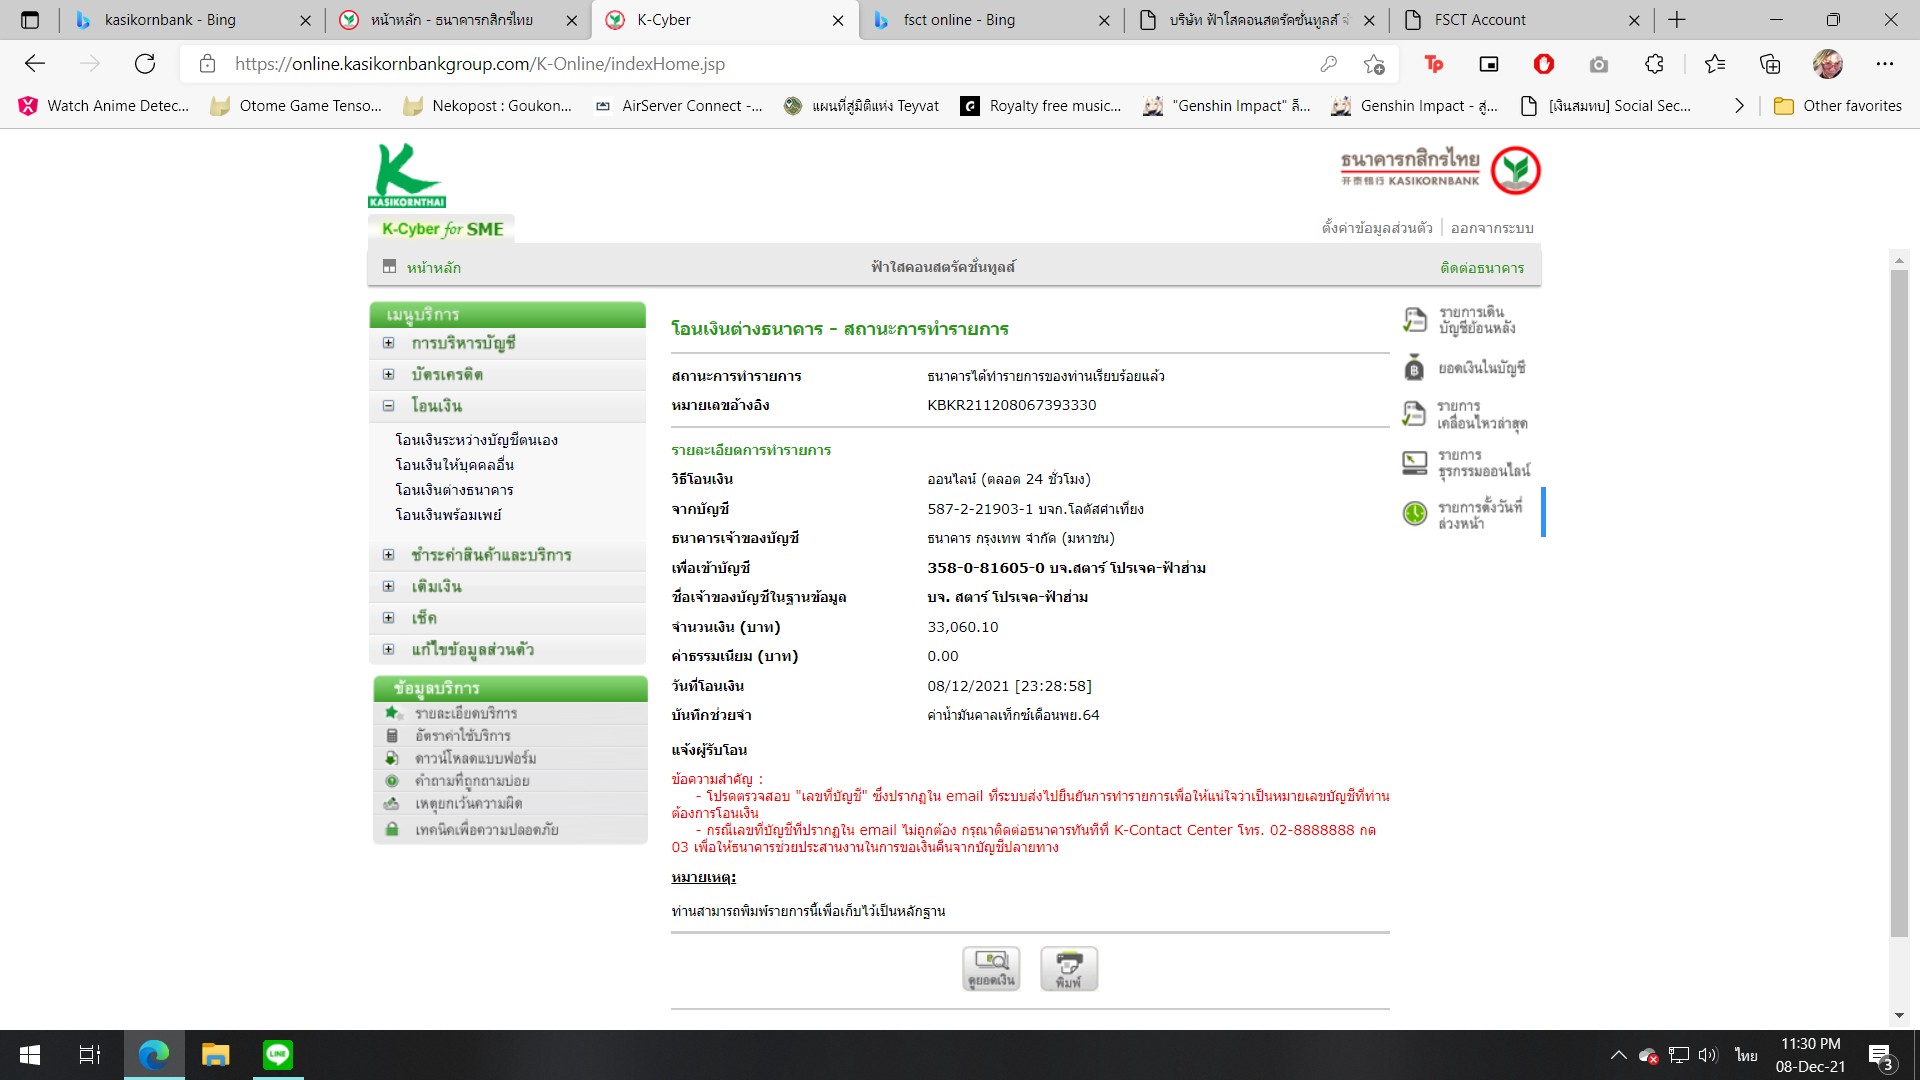 kasikornbank - Bing
หน้าหลัก - ธนาคารกสิกรไทย
K-Cyber
fsct online - Bing
บริษัท ฟ้าใสคอนสตรัคชั่นทูลส์ จำ
FSCT Account
https://online.kasikornbankgroup.com/K-Online/indexHome.jsp
Watch Anime Detec...
Otome Game Tenso...
Nekopost : Goukon...
AirServer Connect -...
แผนที่สู่มิติแห่ง Teyvat
Royalty free music...
"Genshin Impact" ลี...
Genshin Impact - สู่...
[เงินสมทบ] Social Sec...
Other favorites
KASIKORNTHAI
ธนาคารกสิกรไทย
开泰银行 KASIKORNBANK
K-Cyber for SME
ตั้งค่าข้อมูลส่วนตัว
ออกจากระบบ
หน้าหลัก
ฟ้าใสคอนสตรัคชั่นทูลส์
ติดต่อธนาคาร
เมนูบริการ
การบริหารบัญชี
บัตรเครดิต
โอนเงิน
โอนเงินระหว่างบัญชีตนเอง
โอนเงินให้บุคคลอื่น
โอนเงินต่างธนาคาร
โอนเงินพร้อมเพย์
ชำระค่าสินค้าและบริการ
เติมเงิน
เช็ค
แก้ไขข้อมูลส่วนตัว
ข้อมูลบริการ
รายละเอียดบริการ
อัตราค่าใช้บริการ
ดาวน์โหลดแบบฟอร์ม
คำถามที่ถูกถามบ่อย
เหตุยกเว้นความผิด
เทคนิคเพื่อความปลอดภัย
โอนเงินต่างธนาคาร - สถานะการทำรายการ
สถานะการทำรายการ ธนาคารได้ทำรายการของท่านเรียบร้อยแล้ว
หมายเลขอ้างอิง KBKR211208067393330
รายละเอียดการทำรายการ
วิธีโอนเงิน ออนไลน์ (ตลอด 24 ชั่วโมง)
จากบัญชี 587-2-21903-1 บจก.โลตัสคำเที่ยง
ธนาคารเจ้าของบัญชี ธนาคาร กรุงเทพ จำกัด (มหาชน)
เพื่อเข้าบัญชี 358-0-81605-0 บจ.สตาร์ โปรเจค-ฟ้าฮ่าม
ชื่อเจ้าของบัญชีในฐานข้อมูล บจ. สตาร์ โปรเจค-ฟ้าฮ่าม
จำนวนเงิน (บาท) 33,060.10
ค่าธรรมเนียม (บาท) 0.00
วันที่โอนเงิน 08/12/2021 [23:28:58]
บันทึกช่วยจำ ค่าน้ำมันคาลเท็กซ์เดือนพย.64
แจ้งผู้รับโอน
ข้อความสำคัญ :
- โปรดตรวจสอบ "เลขที่บัญชี" ซึ่งปรากฏใน email ที่ระบบส่งไปยืนยันการทำรายการเพื่อให้แน่ใจว่าเป็นหมายเลขบัญชีที่ท่าน
ต้องการโอนเงิน
- กรณีเลขที่บัญชีที่ปรากฏใน email ไม่ถูกต้อง กรุณาติดต่อธนาคารทันทีที่ K-Contact Center โทร. 02-8888888 กด
03 เพื่อให้ธนาคารช่วยประสานงานในการขอเงินคืนจากบัญชีปลายทาง
หมายเหตุ:
ท่านสามารถพิมพ์รายการนี้เพื่อเก็บไว้เป็นหลักฐาน
ดูยอดเงิน
พิมพ์
รายการเดิน
บัญชีย้อนหลัง
ยอดเงินในบัญชี
รายการ
เคลื่อนไหวล่าสุด
รายการ
ธุรกรรมออนไลน์
รายการตั้งวันที่
ล่วงหน้า
LINE
ไทย
11:30 PM
08-Dec-21
3